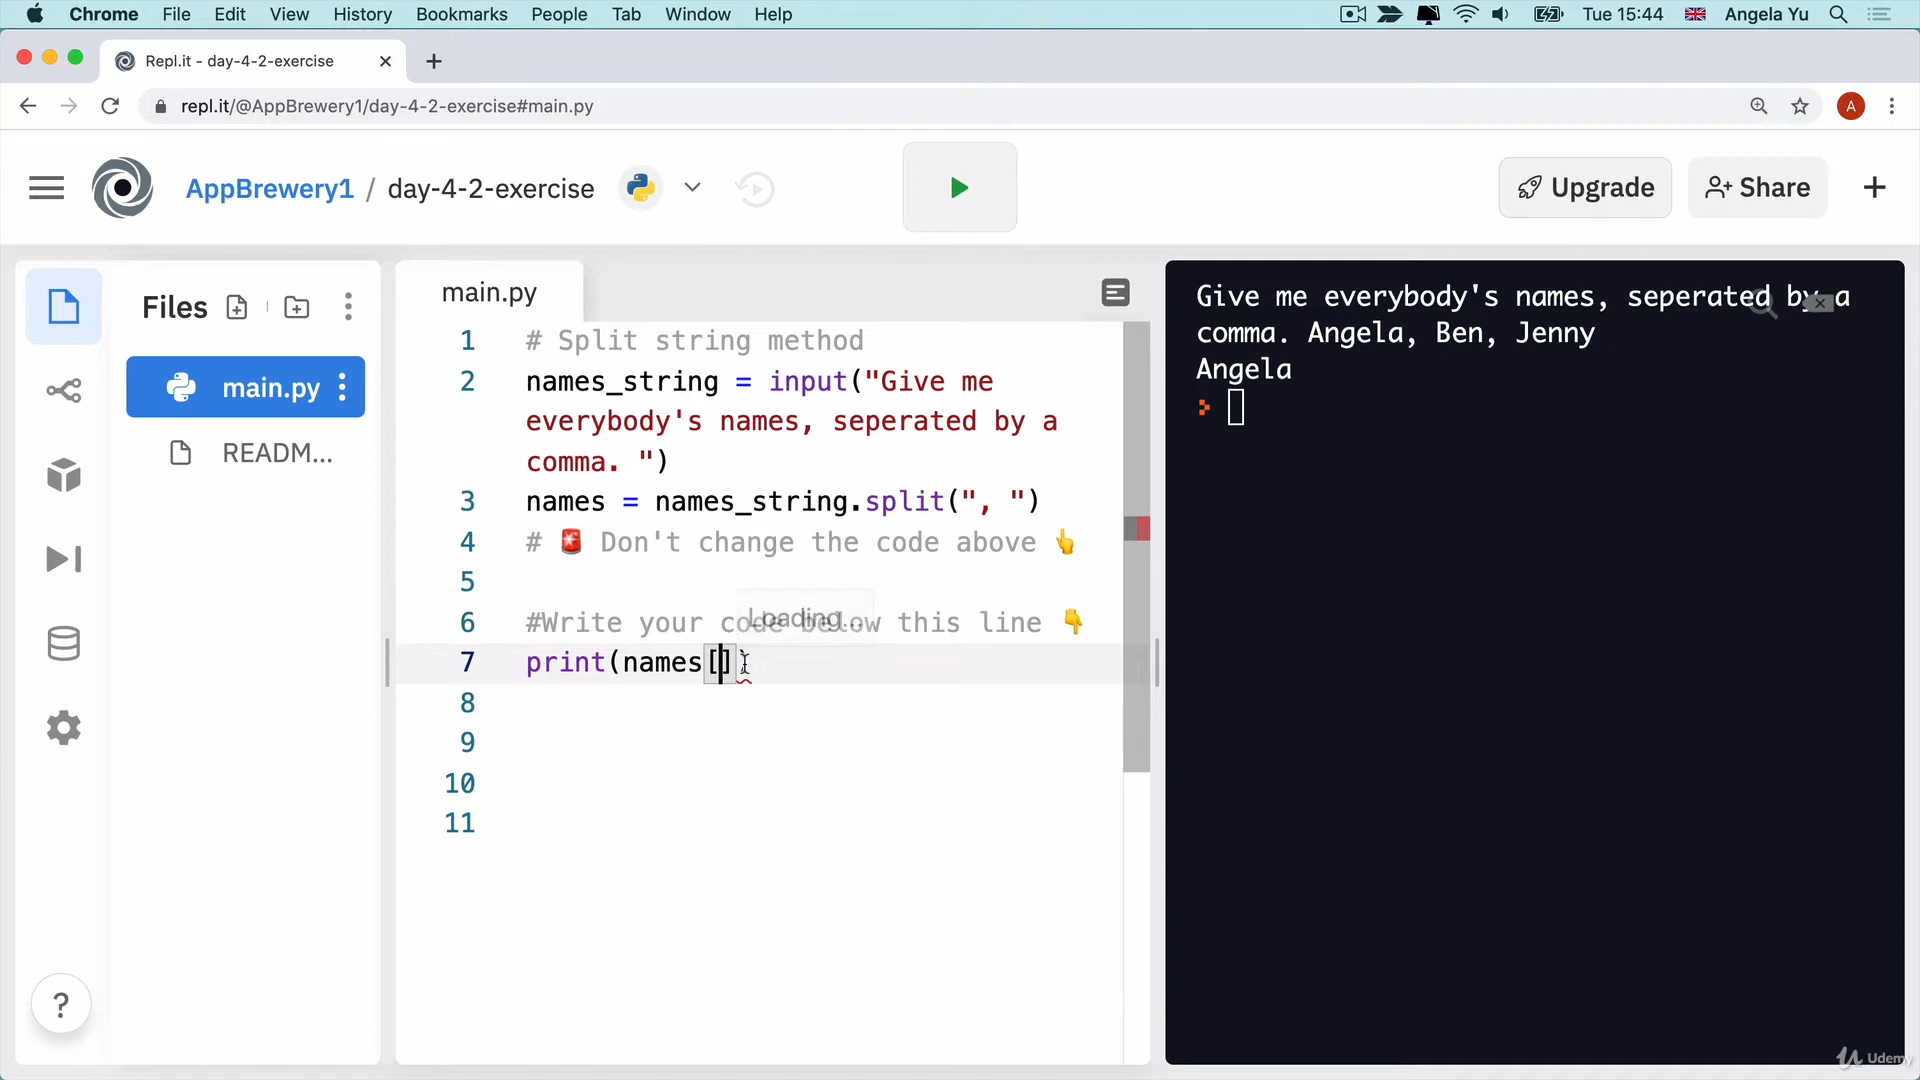 Chrome File Edit View History Bookmarks People Tab Window Help Tue 15:44 Angela Yu
Repl.it - day-4-2-exercise
repl.it/@AppBrewery1/day-4-2-exercise#main.py A
AppBrewery1 / day-4-2-exercise Upgrade Share
Files
main.py
READM...
?
main.py
1 # Split string method
2 names_string = input("Give me
everybody's names, seperated by a
comma. ")
3 names = names_string.split(", ")
4 # 🚨 Don't change the code above 👆
5
6 #Write your code below this line 👇
Loading...
7 print(names[]
8
9
10
11
Give me everybody's names, seperated by a
comma. Angela, Ben, Jenny
Angela
Udemy